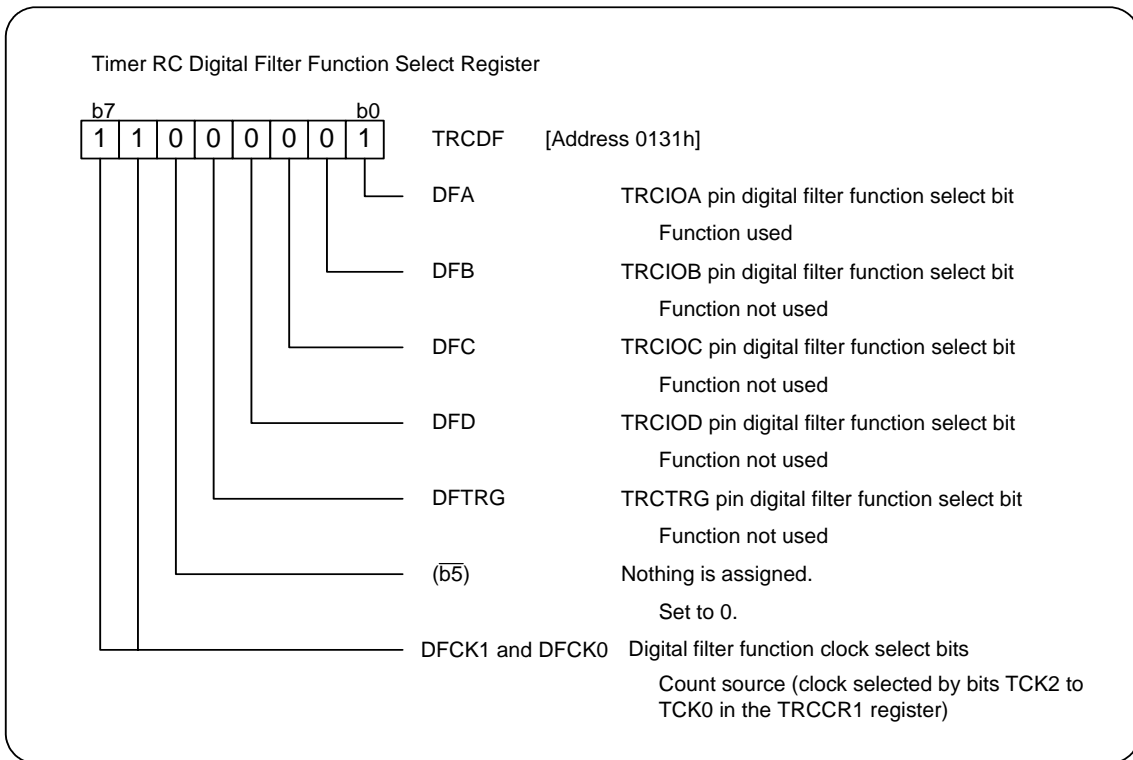 Timer RC Digital Filter Function Select Register
b7 b0
1 1 0 0 0 0 0 1 TRCDF [Address 0131h]
DFA TRCIOA pin digital filter function select bit
Function used
DFB TRCIOB pin digital filter function select bit
Function not used
DFC TRCIOC pin digital filter function select bit
Function not used
DFD TRCIOD pin digital filter function select bit
Function not used
DFTRG TRCTRG pin digital filter function select bit
Function not used
(b̅5̅) Nothing is assigned.
Set to 0.
DFCK1 and DFCK0 Digital filter function clock select bits
Count source (clock selected by bits TCK2 to
TCK0 in the TRCCR1 register)